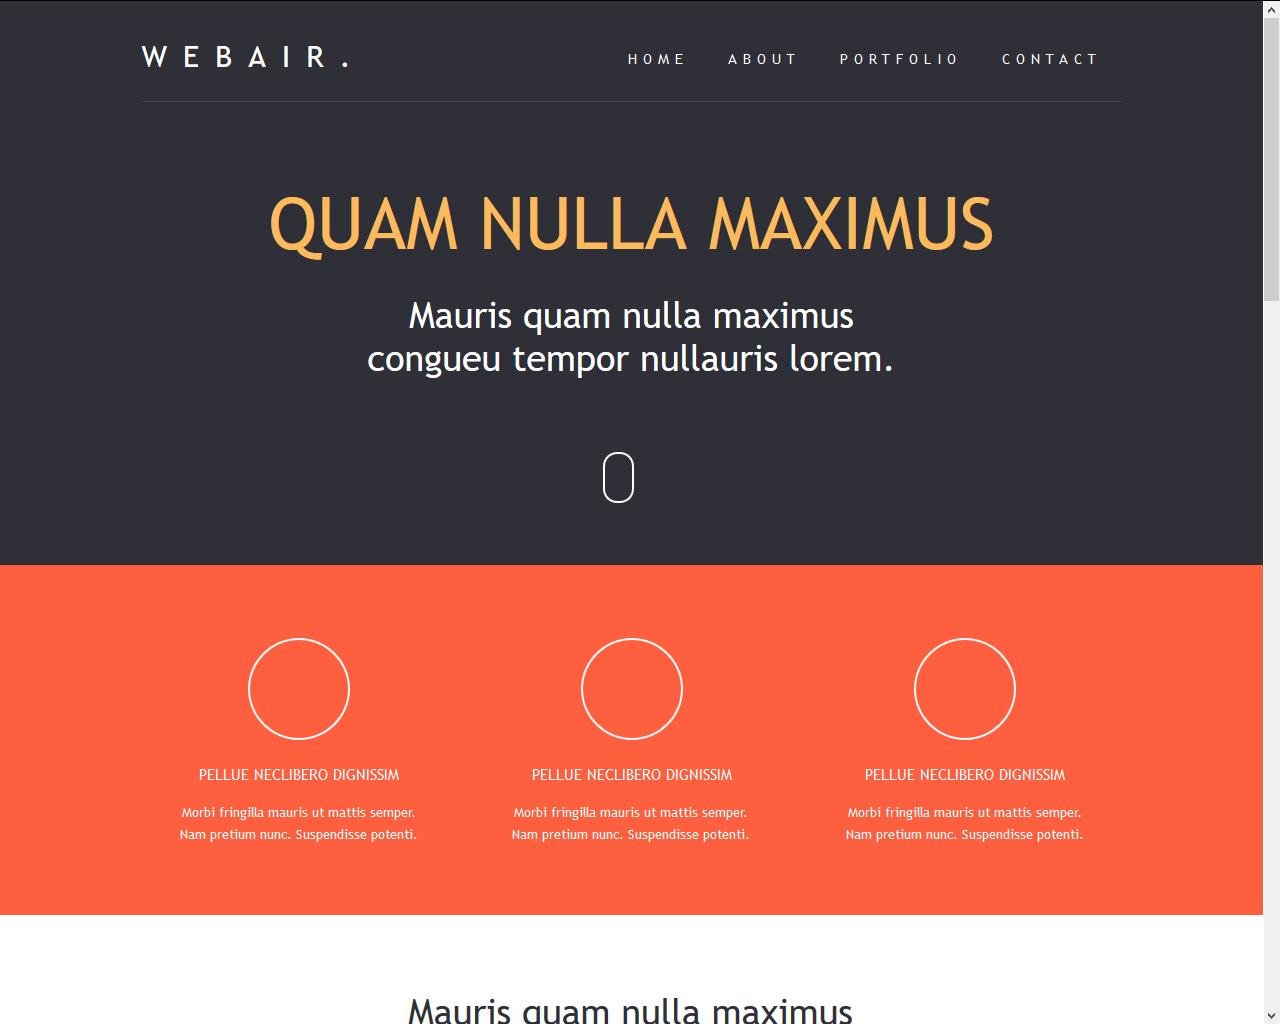 WEBAIR.
HOME ABOUT PORTFOLIO CONTACT
QUAM NULLA MAXIMUS
Mauris quam nulla maximus
congueu tempor nullauris lorem.
PELLUE NECLIBERO DIGNISSIM
Morbi fringilla mauris ut mattis semper.
Nam pretium nunc. Suspendisse potenti.
PELLUE NECLIBERO DIGNISSIM
Morbi fringilla mauris ut mattis semper.
Nam pretium nunc. Suspendisse potenti.
PELLUE NECLIBERO DIGNISSIM
Morbi fringilla mauris ut mattis semper.
Nam pretium nunc. Suspendisse potenti.
Mauris quam nulla maximus